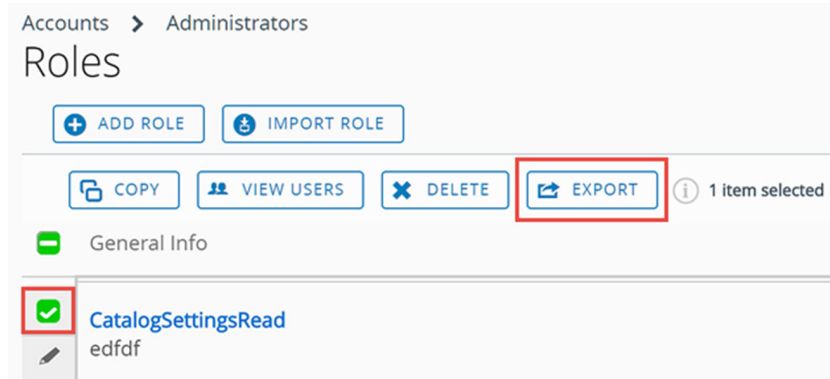 Accounts > Administrators
Roles
ADD ROLE IMPORT ROLE
COPY VIEW USERS DELETE EXPORT i 1 item selected
General Info
CatalogSettingsRead
edfdf